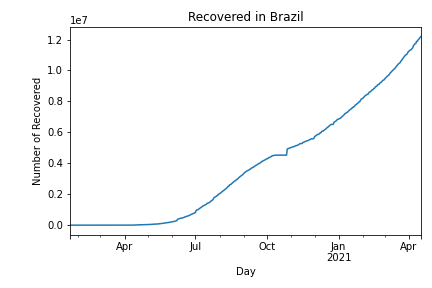 Recovered in Brazil
1e7
1.2
1.0
0.8
0.6
0.4
0.2
0.0
Number of Recovered
Apr
Jul
Oct
Jan
2021
Apr
Day